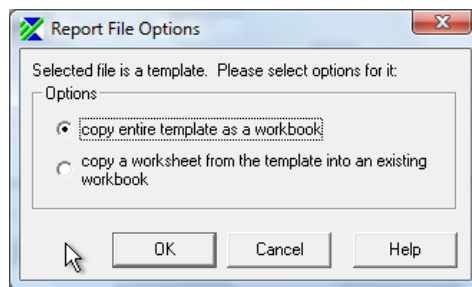 Report File Options
Selected file is a template.  Please select options for it:
Options
copy entire template as a workbook
copy a worksheet from the template into an existing
workbook
OK
Cancel
Help